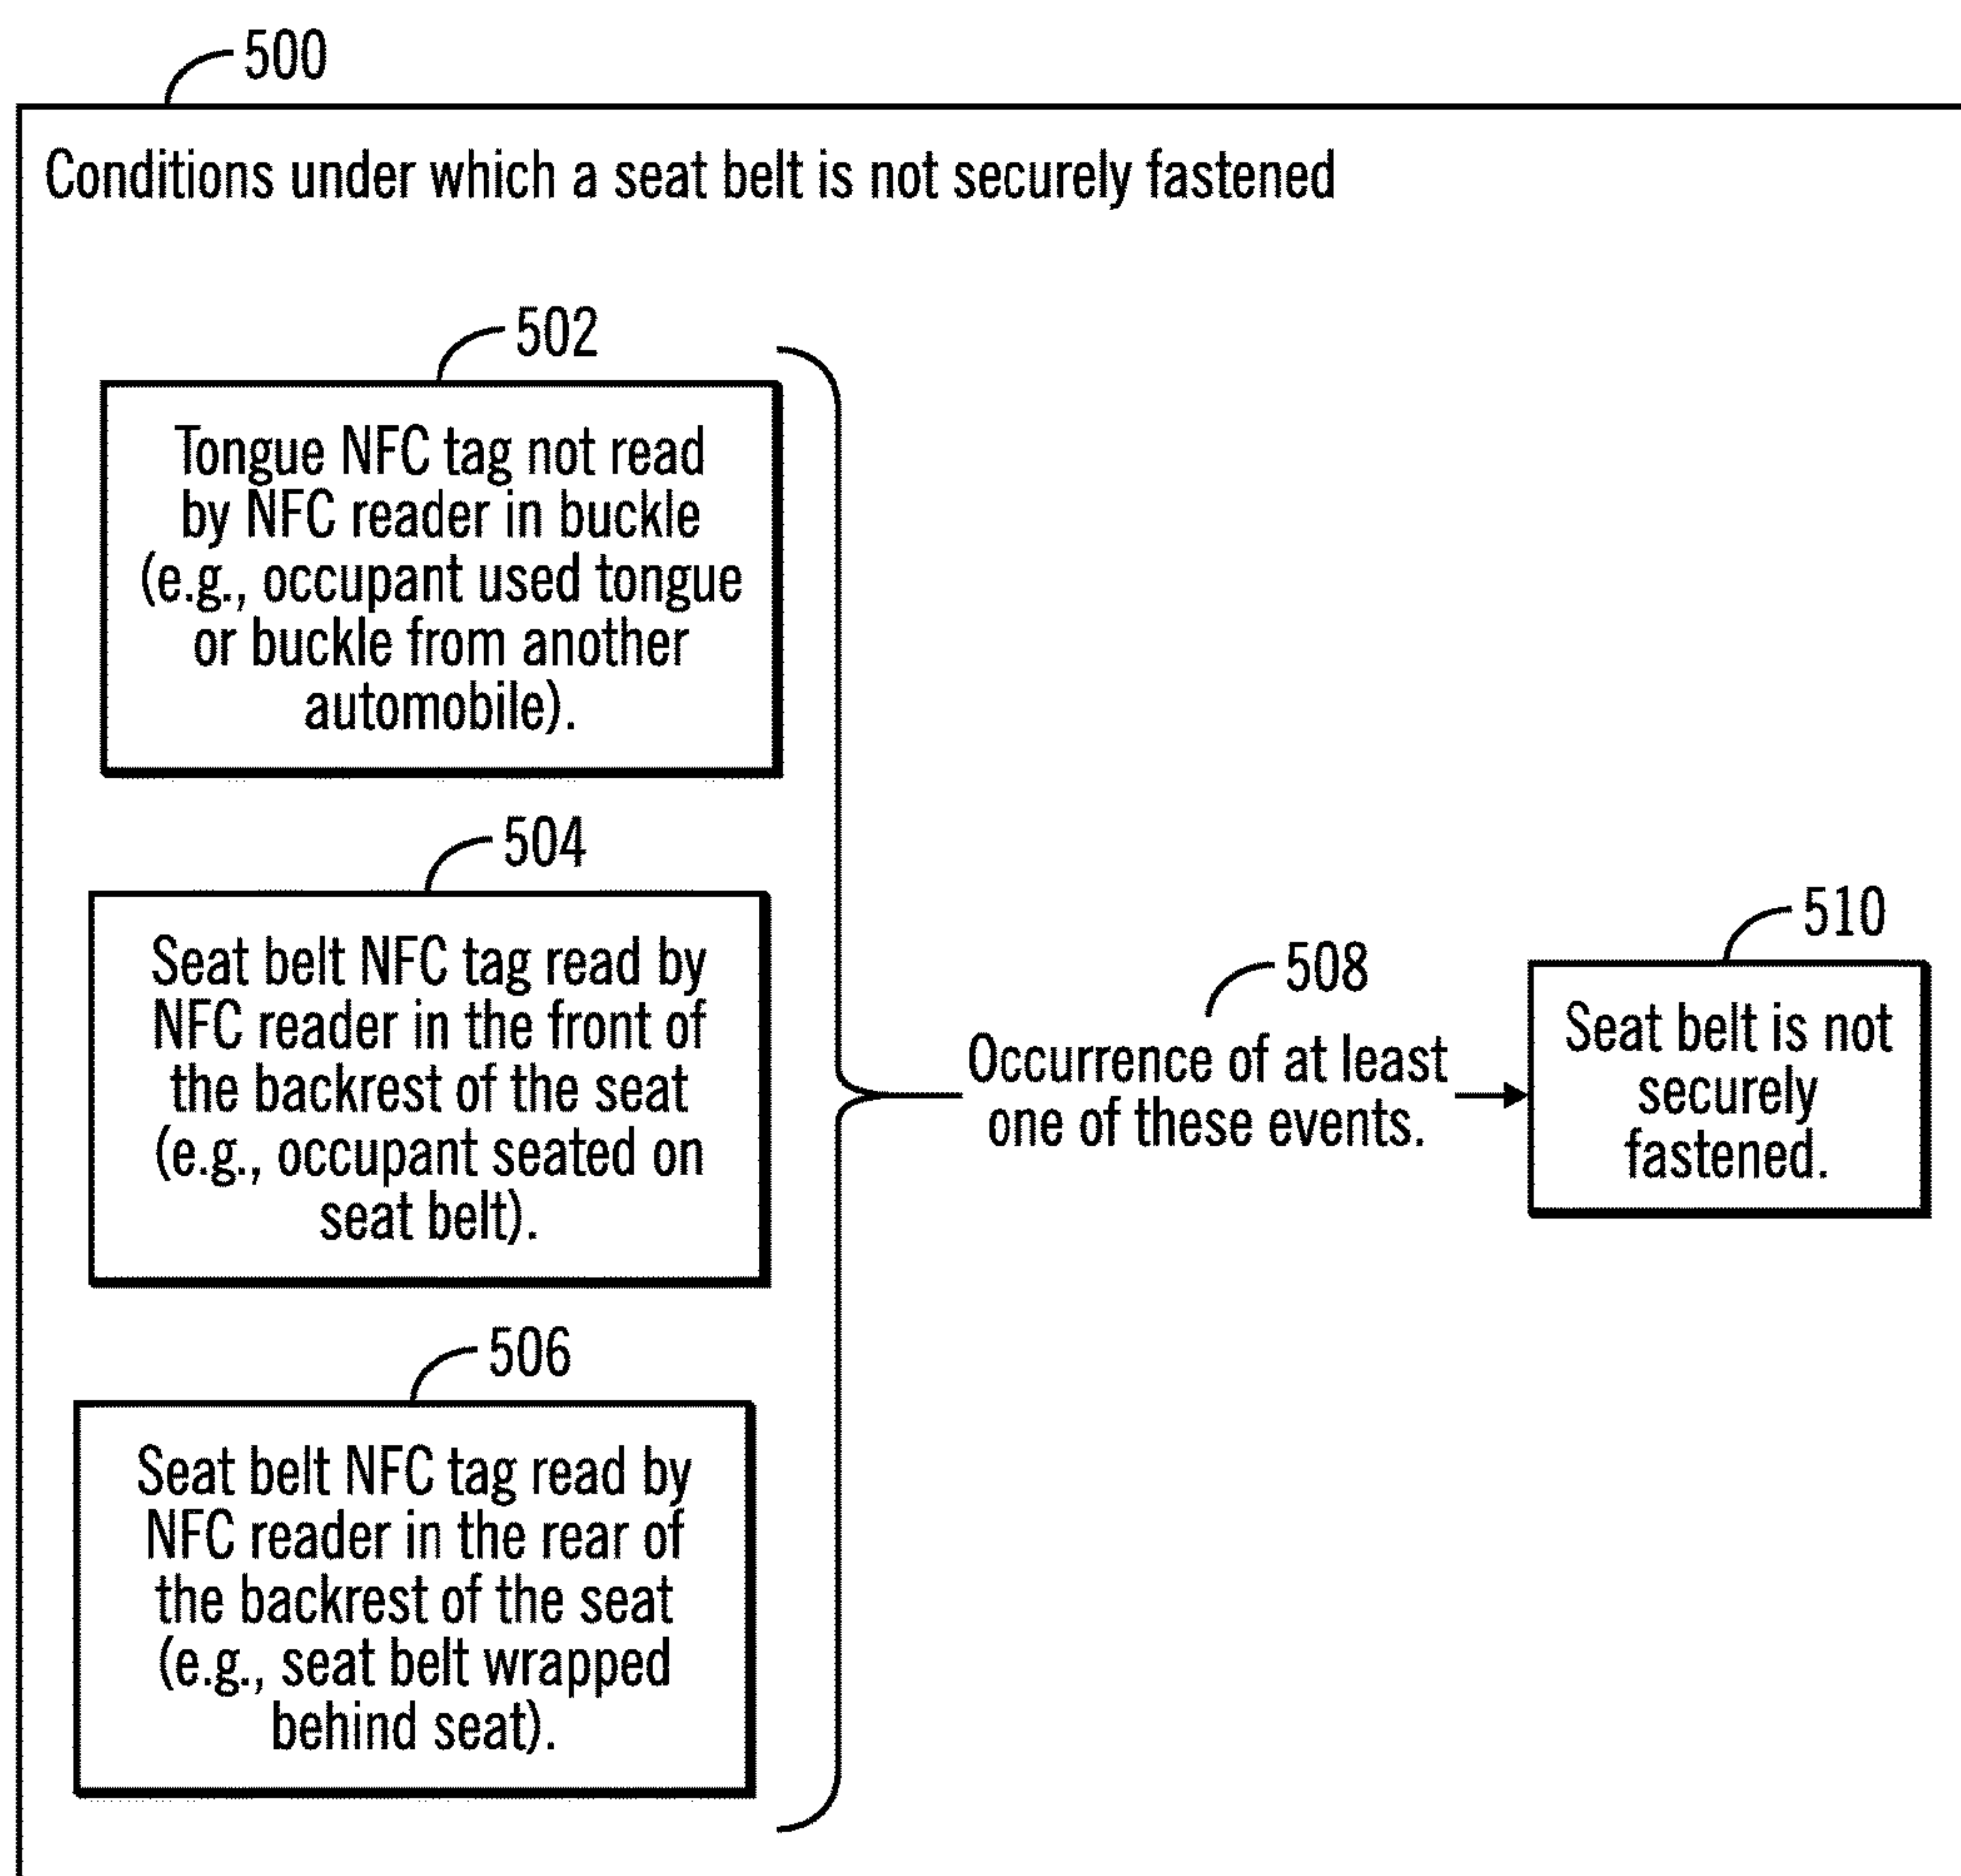 500
Conditions under which a seat belt is not securely fastened
502
Tongue NFC tag not read
by NFC reader in buckle
(e.g., occupant used tongue
or buckle from another
automobile).
504
Seat belt NFC tag read by
NFC reader in the front of
the backrest of the seat
(e.g., occupant seated on
seat belt).
506
Seat belt NFC tag read by
NFC reader in the rear of
the backrest of the seat
(e.g., seat belt wrapped
behind seat).
508
Occurrence of at least
one of these events.
510
Seat belt is not
securely
fastened.